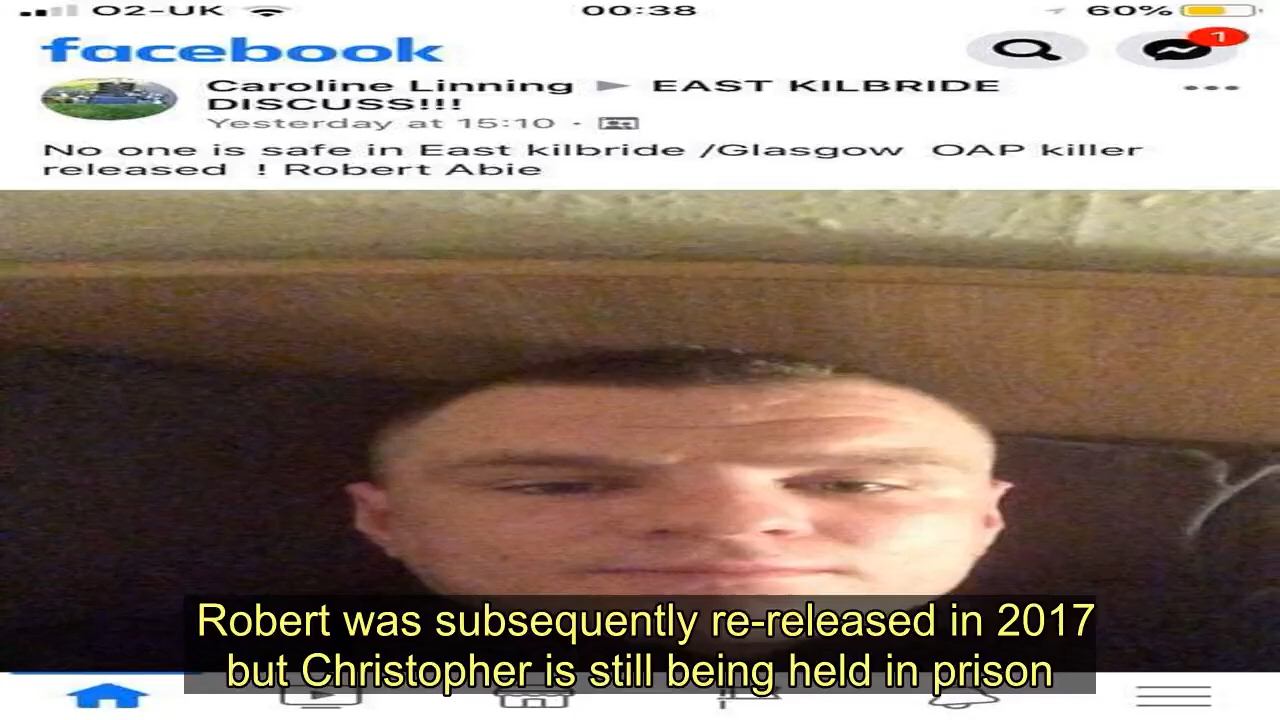 O2-UK 00:38 60%
facebook
1
Caroline Linning ▶ EAST KILBRIDE
DISCUSS!!!
Yesterday at 15:10 ·
No one is safe in East kilbride /Glasgow OAP killer
released ! Robert Abie
Robert was subsequently re-released in 2017
but Christopher is still being held in prison